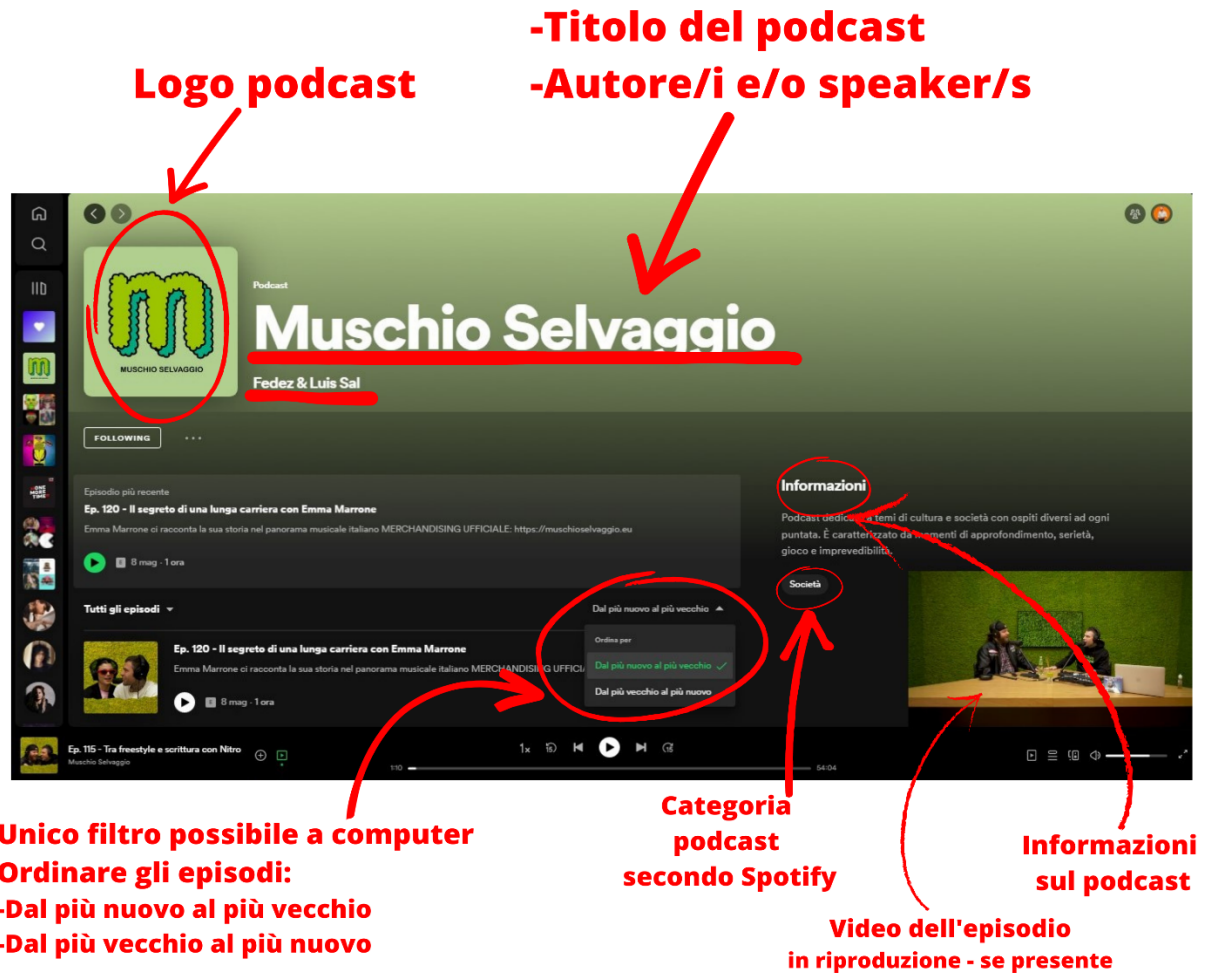 -Titolo del podcast
-Autore/i e/o speaker/s
Logo podcast
Podcast
Muschio Selvaggio
MUSCHIO SELVAGGIO
Fedez & Luis Sal
FOLLOWING
Episodio più recente
Ep. 120 - Il segreto di una lunga carriera con Emma Marrone
Emma Marrone ci racconta la sua storia nel panorama musicale italiano MERCHANDISING UFFICIALE: https://muschioselvaggio.eu
E 8 mag · 1 ora
Informazioni
Podcast dedicato a temi di cultura e società con ospiti diversi ad ogni
puntata. È caratterizzato da momenti di approfondimento, serietà,
gioco e imprevedibilità.
Società
Tutti gli episodi
Dal più nuovo al più vecchio
Ordina per
Dal più nuovo al più vecchio
Dal più vecchio al più nuovo
Ep. 120 - Il segreto di una lunga carriera con Emma Marrone
Emma Marrone ci racconta la sua storia nel panorama musicale italiano MERCHANDISING UFFICI
E 8 mag · 1 ora
ONE
MORE
TIME
Ep. 115 - Tra freestyle e scrittura con Nitro
Muschio Selvaggio
1x
15
15
1:10
54:04
Unico filtro possibile a computer
Ordinare gli episodi:
-Dal più nuovo al più vecchio
-Dal più vecchio al più nuovo
Categoria
podcast
secondo Spotify
Informazioni
sul podcast
Video dell'episodio
in riproduzione - se presente